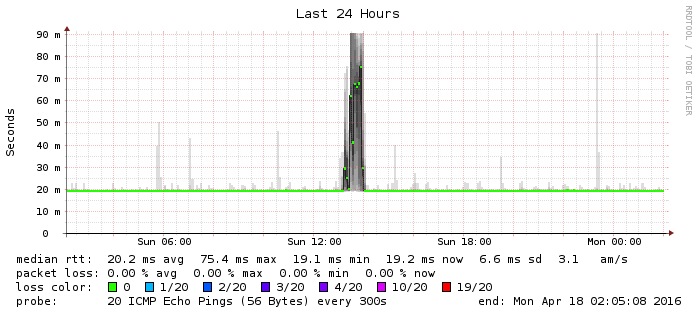 Last 24 Hours
RRDTOOL / TOBI OETIKER
Seconds
90 m
80 m
70 m
60 m
50 m
40 m
30 m
20 m
10 m
0
Sun 06:00 Sun 12:00 Sun 18:00 Mon 00:00
median rtt: 20.2 ms avg 75.4 ms max 19.1 ms min 19.2 ms now 6.6 ms sd 3.1 am/s
packet loss: 0.00 % avg 0.00 % max 0.00 % min 0.00 % now
loss color: 0 1/20 2/20 3/20 4/20 10/20 19/20
probe: 20 ICMP Echo Pings (56 Bytes) every 300s end: Mon Apr 18 02:05:08 2016